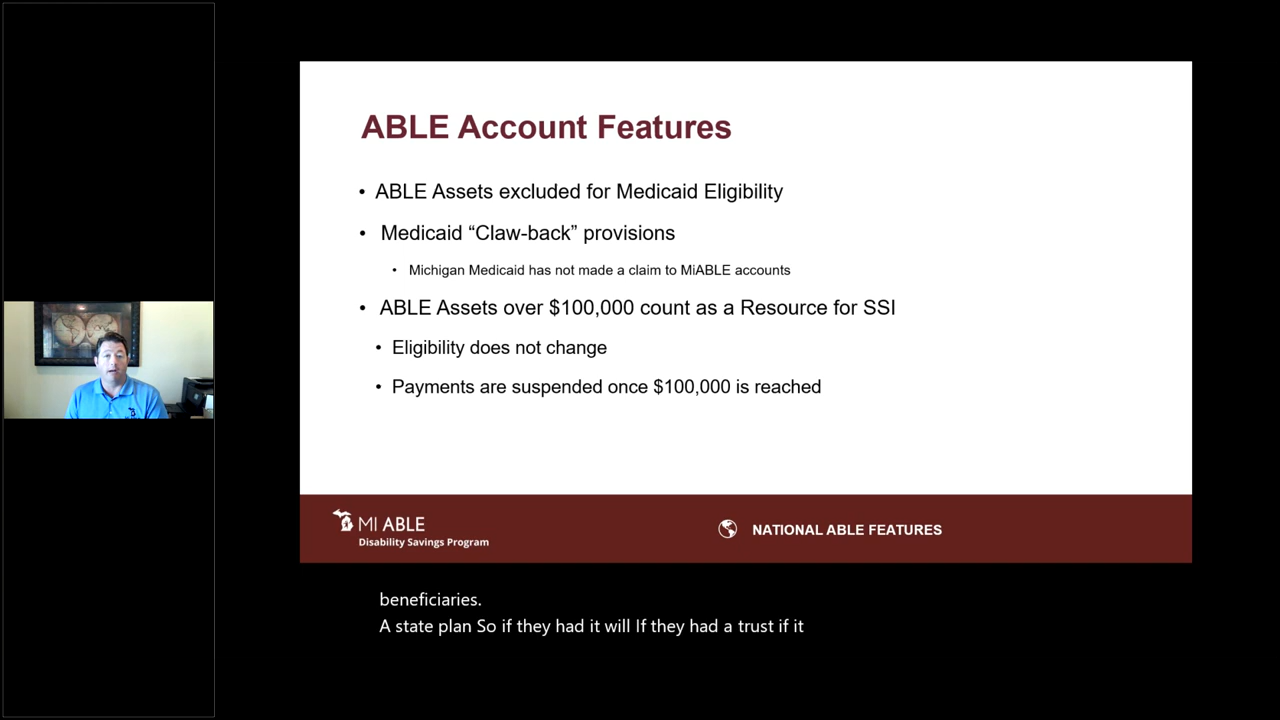 ABLE Account Features
• ABLE Assets excluded for Medicaid Eligibility
• Medicaid “Claw-back” provisions
• Michigan Medicaid has not made a claim to MiABLE accounts
• ABLE Assets over $100,000 count as a Resource for SSI
• Eligibility does not change
• Payments are suspended once $100,000 is reached
MI ABLE
Disability Savings Program
NATIONAL ABLE FEATURES
beneficiaries.
A state plan So if they had it will If they had a trust if it